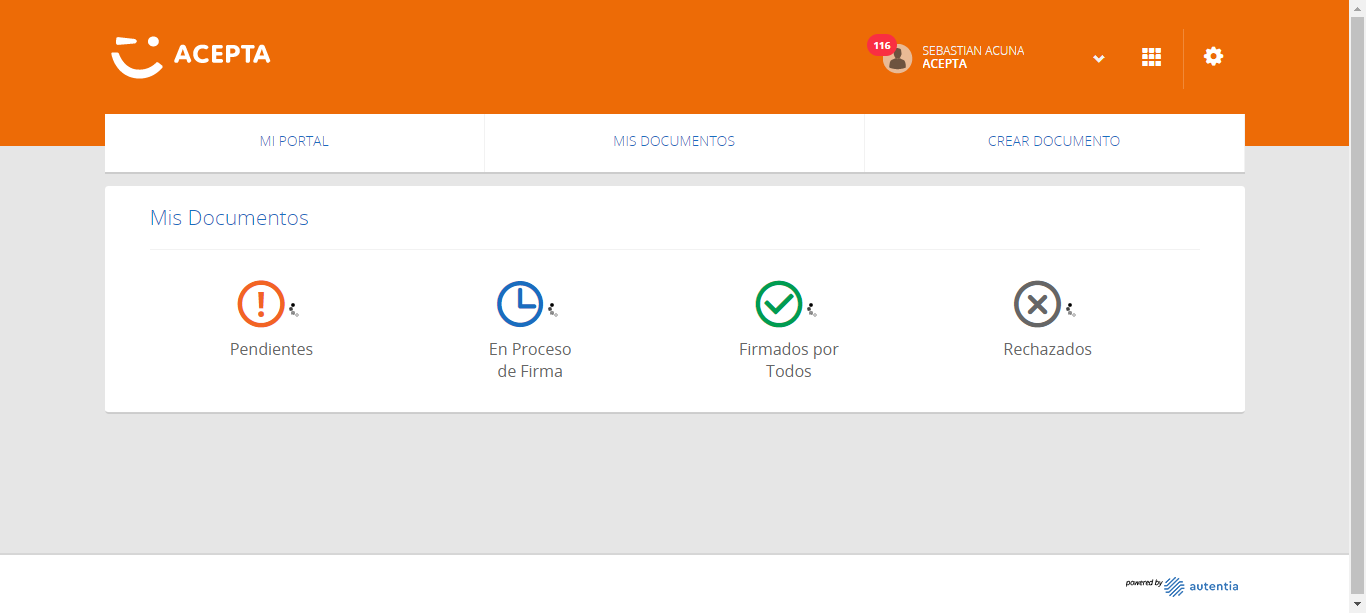 ACEPTA
116
SEBASTIAN ACUNA
ACEPTA
MI PORTAL
MIS DOCUMENTOS
CREAR DOCUMENTO
Mis Documentos
Pendientes
En Proceso
de Firma
Firmados por
Todos
Rechazados
powered by
autentia